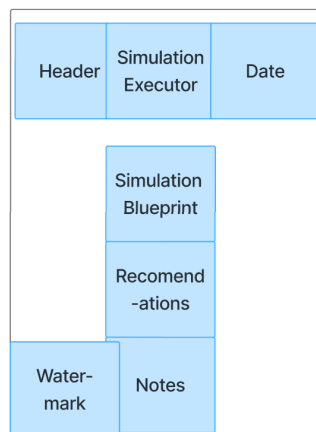 Header
Simulation
Executor
Date
Simulation
Blueprint
Recomend
-ations
Water-
mark
Notes